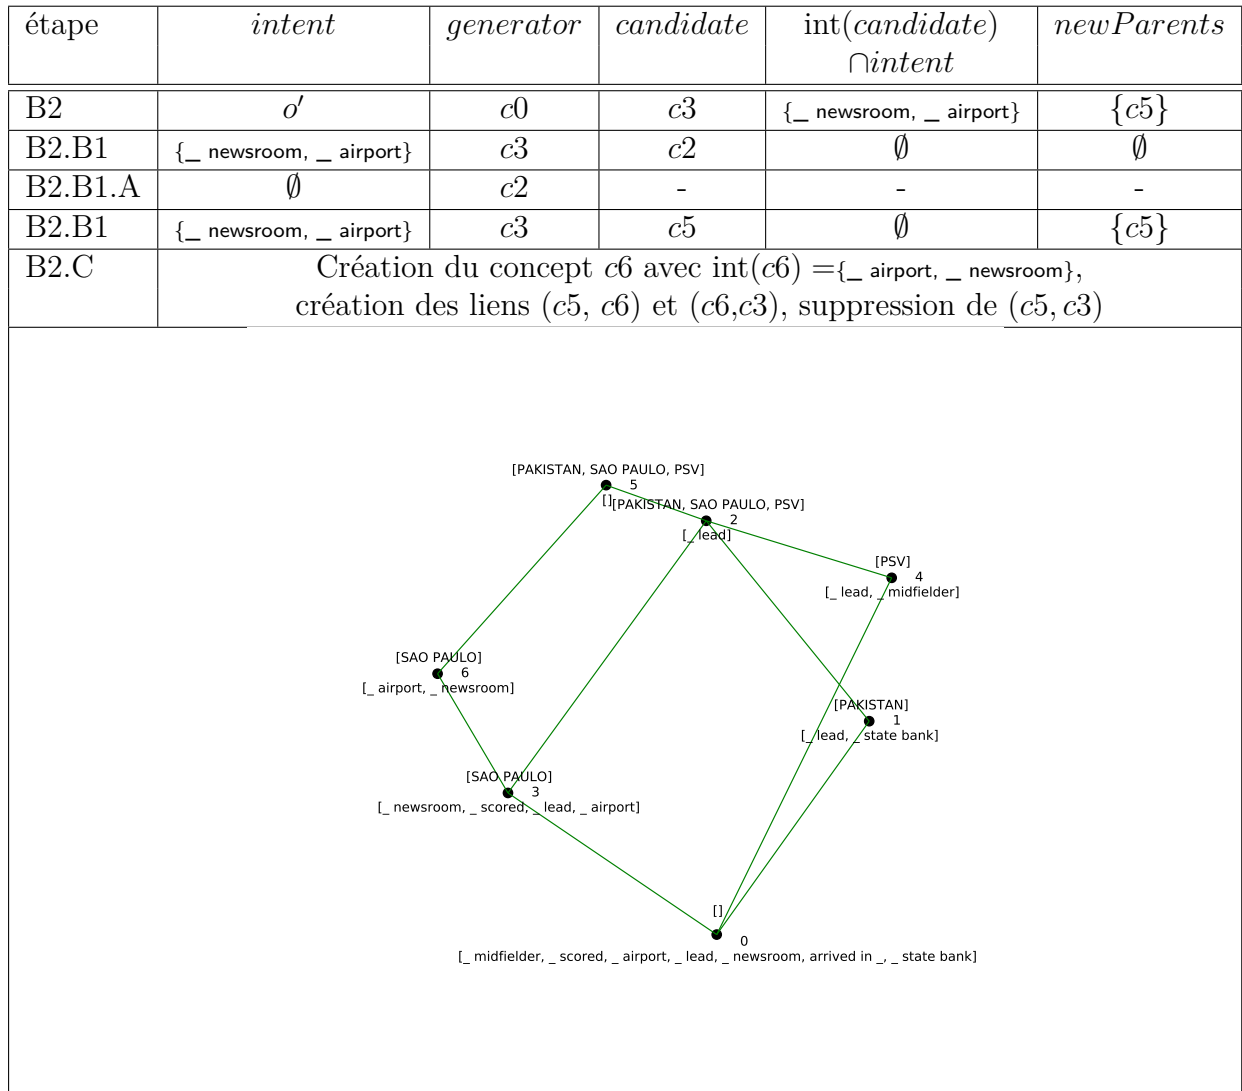 étape intent generator candidate int(candidate) newParents
∩intent
B2 o′ c0 c3 {_ newsroom, _ airport} {c5}
B2.B1 {_ newsroom, _ airport} c3 c2 ∅ ∅
B2.B1.A ∅ c2 - - -
B2.B1 {_ newsroom, _ airport} c3 c5 ∅ {c5}
B2.C Création du concept c6 avec int(c6) ={_ airport, _ newsroom},
création des liens (c5, c6) et (c6,c3), suppression de (c5, c3)
[PAKISTAN, SAO PAULO, PSV]
5
[]
[PAKISTAN, SAO PAULO, PSV]
2
[_ lead]
[PSV]
4
[_ lead, _ midfielder]
[SAO PAULO]
6
[_ airport, _ newsroom]
[PAKISTAN]
1
[_ lead, _ state bank]
[SAO PAULO]
3
[_ newsroom, _ scored, _ lead, _ airport]
[]
0
[_ midfielder, _ scored, _ airport, _ lead, _ newsroom, arrived in _, _ state bank]